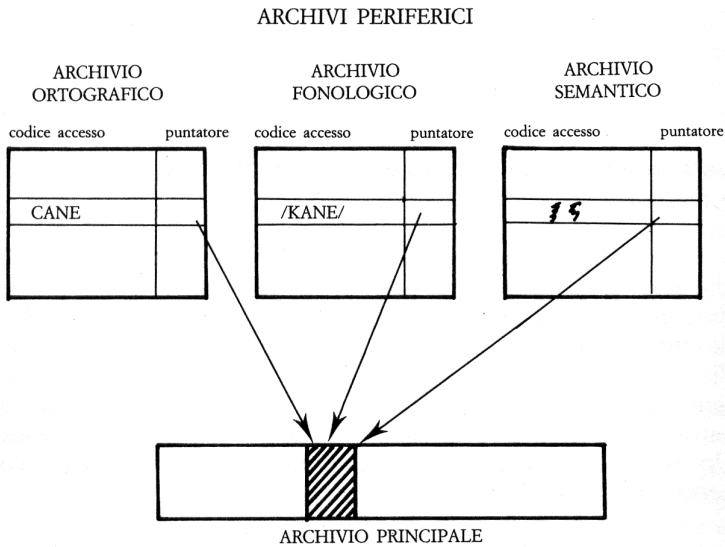 ARCHIVI PERIFERICI
ARCHIVIO
ORTOGRAFICO
codice accesso puntatore
CANE
ARCHIVIO
FONOLOGICO
codice accesso puntatore
/KANE/
ARCHIVIO
SEMANTICO
codice accesso puntatore
ARCHIVIO PRINCIPALE